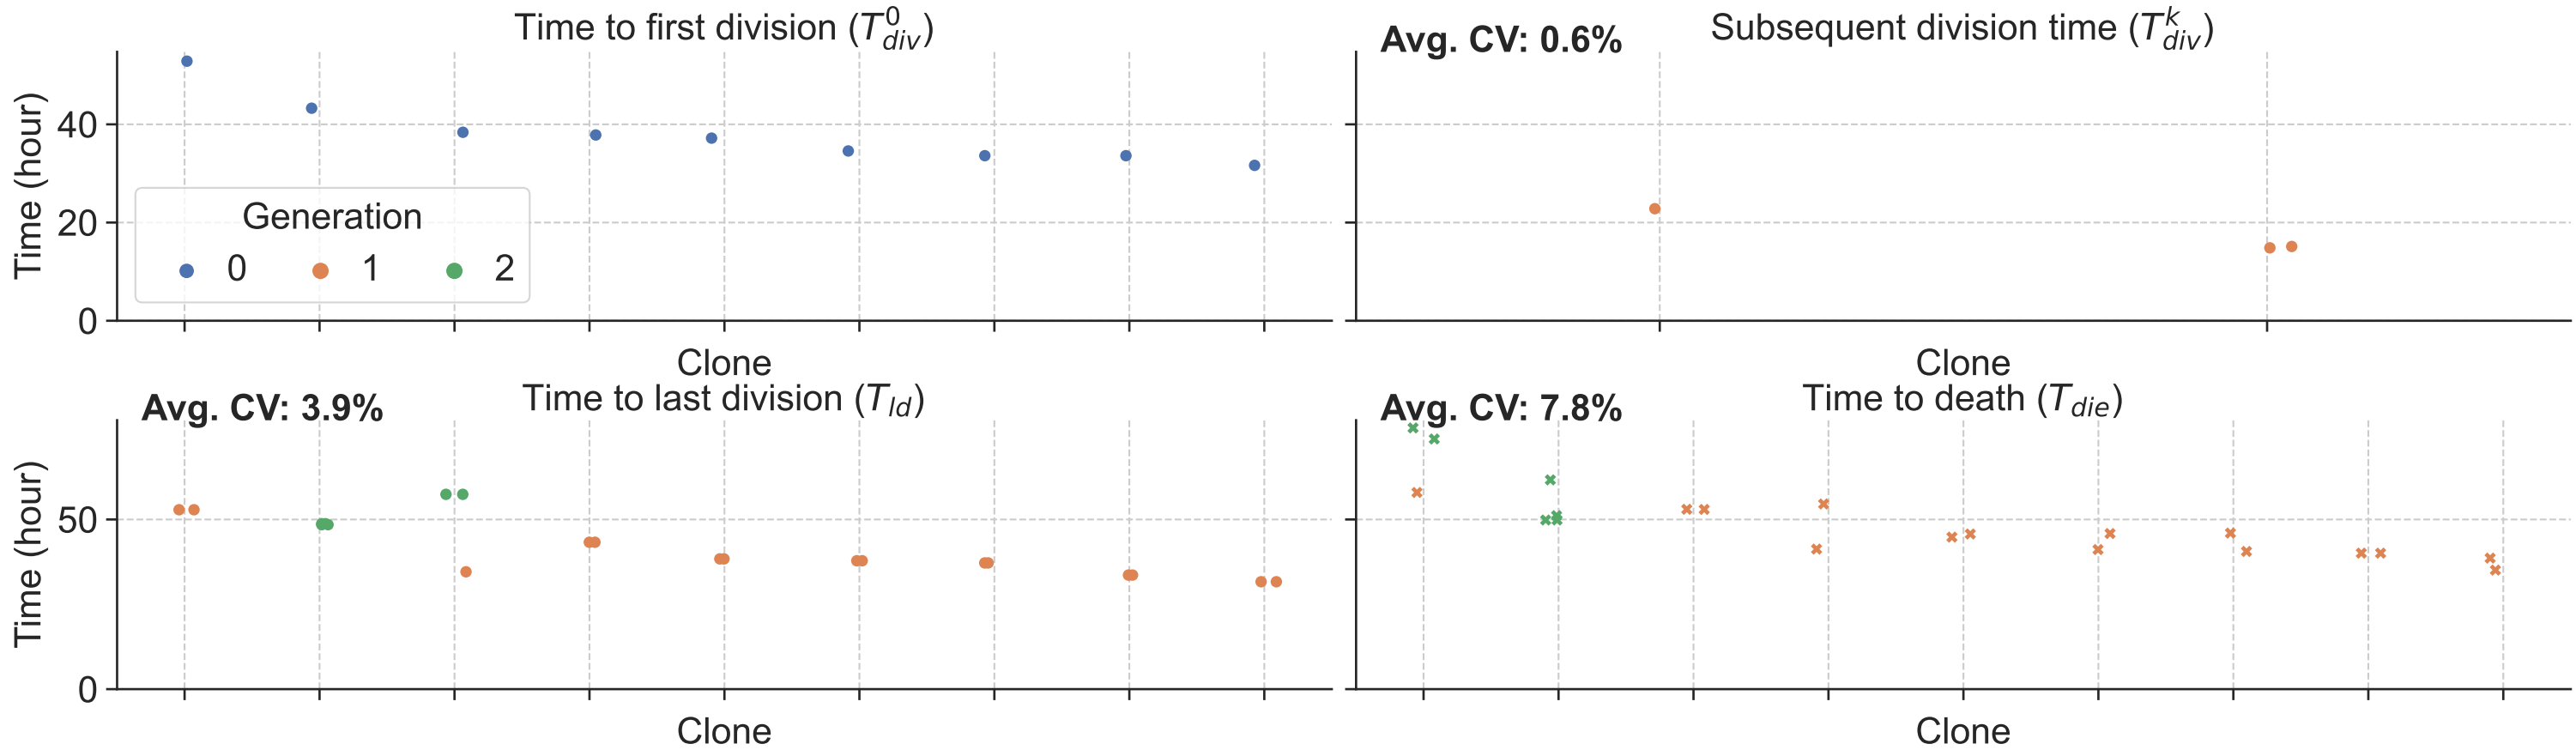 Time to first division (T⁰div)
Time (hour)
40
20
0
Generation
0 1 2
Clone
Avg. CV: 0.6%
Subsequent division time (Tᵏdiv)
Clone
Avg. CV: 3.9%
Time to last division (Tld)
Time (hour)
50
0
Clone
Avg. CV: 7.8%
Time to death (Tdie)
Clone